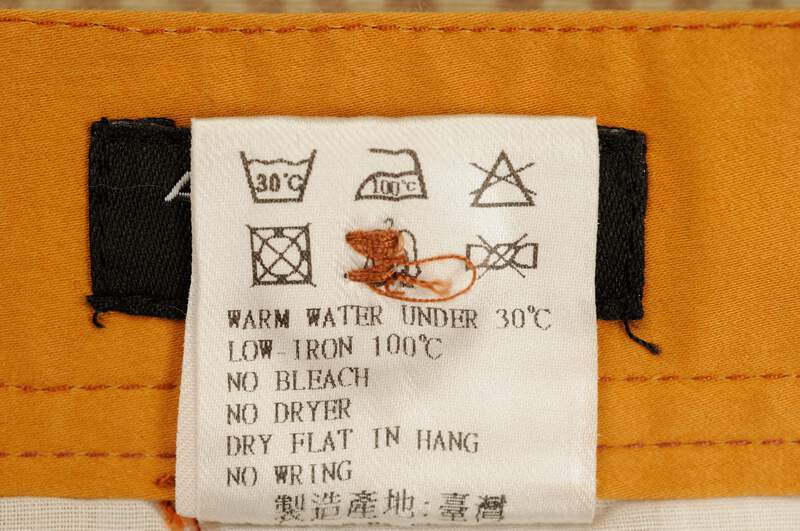 30℃
100℃
WARM WATER UNDER 30℃
LOW-IRON 100℃
NO BLEACH
NO DRYER
DRY FLAT IN HANG
NO WRING
製造產地:臺灣